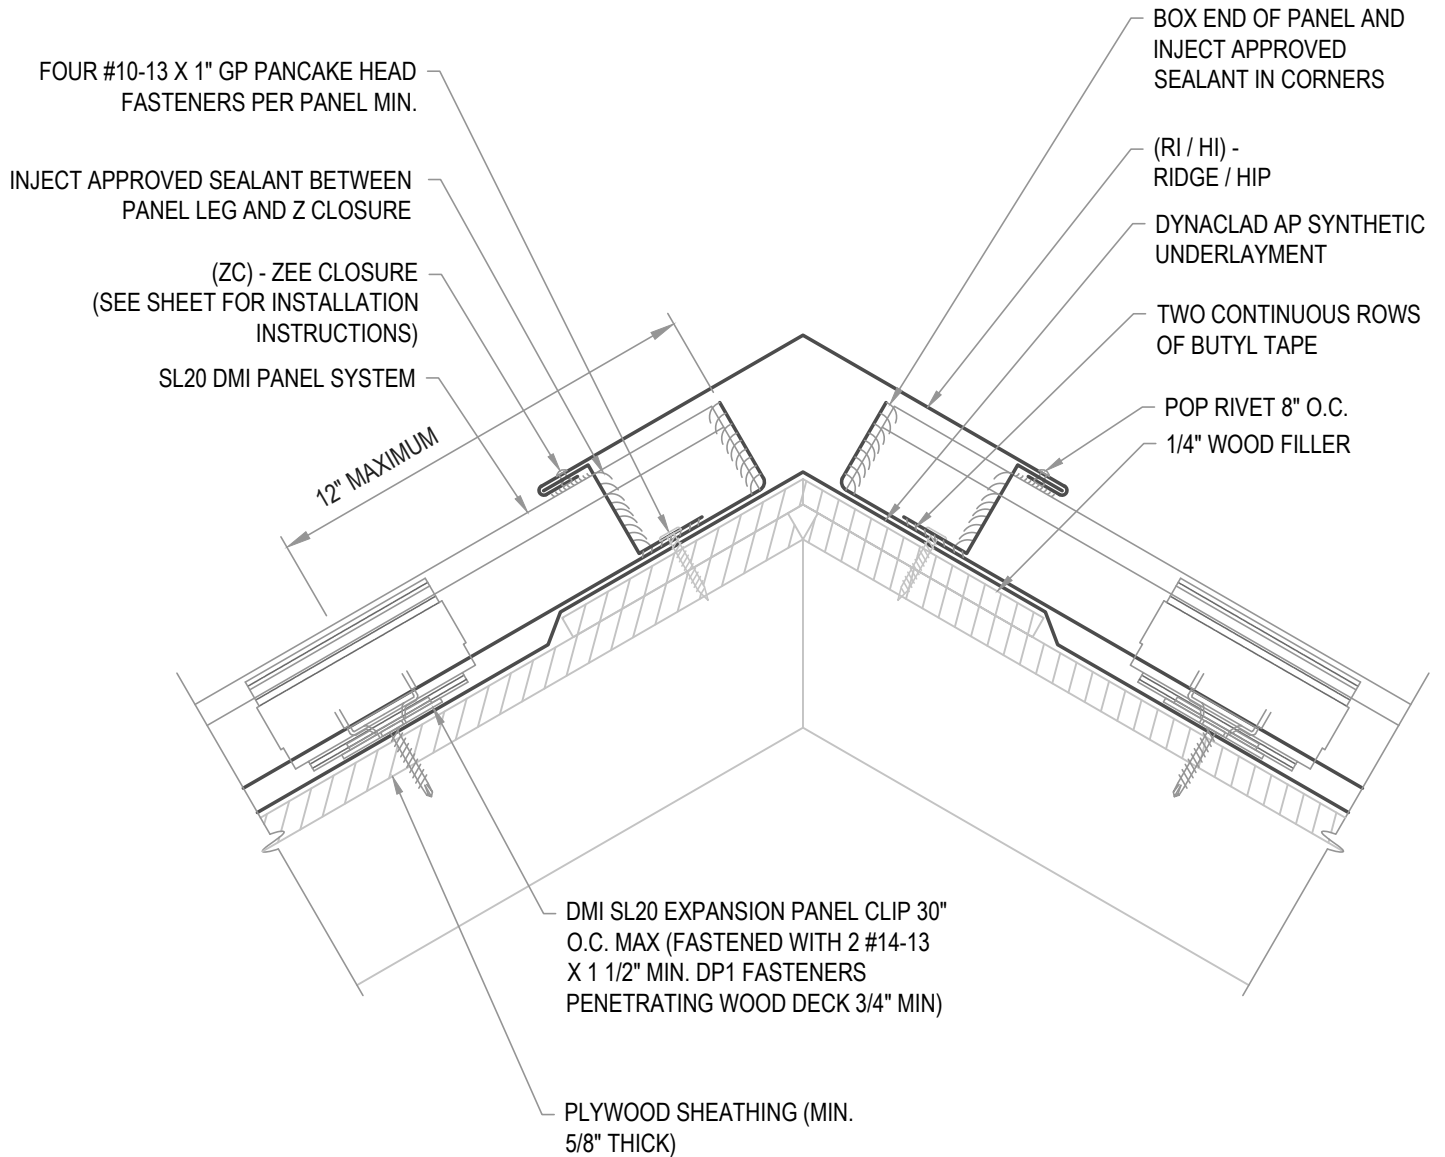 FOUR #10-13 X 1" GP PANCAKE HEAD
FASTENERS PER PANEL MIN.
INJECT APPROVED SEALANT BETWEEN
PANEL LEG AND Z CLOSURE
(ZC) - ZEE CLOSURE
(SEE SHEET FOR INSTALLATION
INSTRUCTIONS)
SL20 DMI PANEL SYSTEM
12" MAXIMUM
BOX END OF PANEL AND
INJECT APPROVED
SEALANT IN CORNERS
(RI / HI) -
RIDGE / HIP
DYNACLAD AP SYNTHETIC
UNDERLAYMENT
TWO CONTINUOUS ROWS
OF BUTYL TAPE
POP RIVET 8" O.C.
1/4" WOOD FILLER
DMI SL20 EXPANSION PANEL CLIP 30"
O.C. MAX (FASTENED WITH 2 #14-13
X 1 1/2" MIN. DP1 FASTENERS
PENETRATING WOOD DECK 3/4" MIN)
PLYWOOD SHEATHING (MIN.
5/8" THICK)